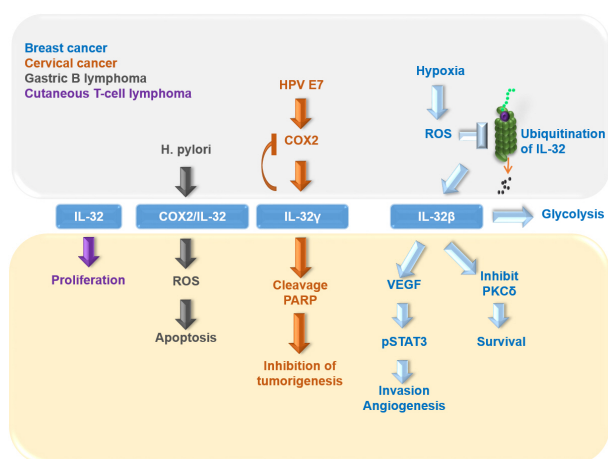 Breast cancer
Cervical cancer
Gastric B lymphoma
Cutaneous T-cell lymphoma
HPV E7
COX2
Hypoxia
ROS
Ubiquitination
of IL-32
H. pylori
IL-32
COX2/IL-32
IL-32γ
IL-32β
Glycolysis
Proliferation
ROS
Apoptosis
Cleavage
PARP
Inhibition of
tumorigenesis
VEGF
pSTAT3
Invasion
Angiogenesis
Inhibit
PKCδ
Survival